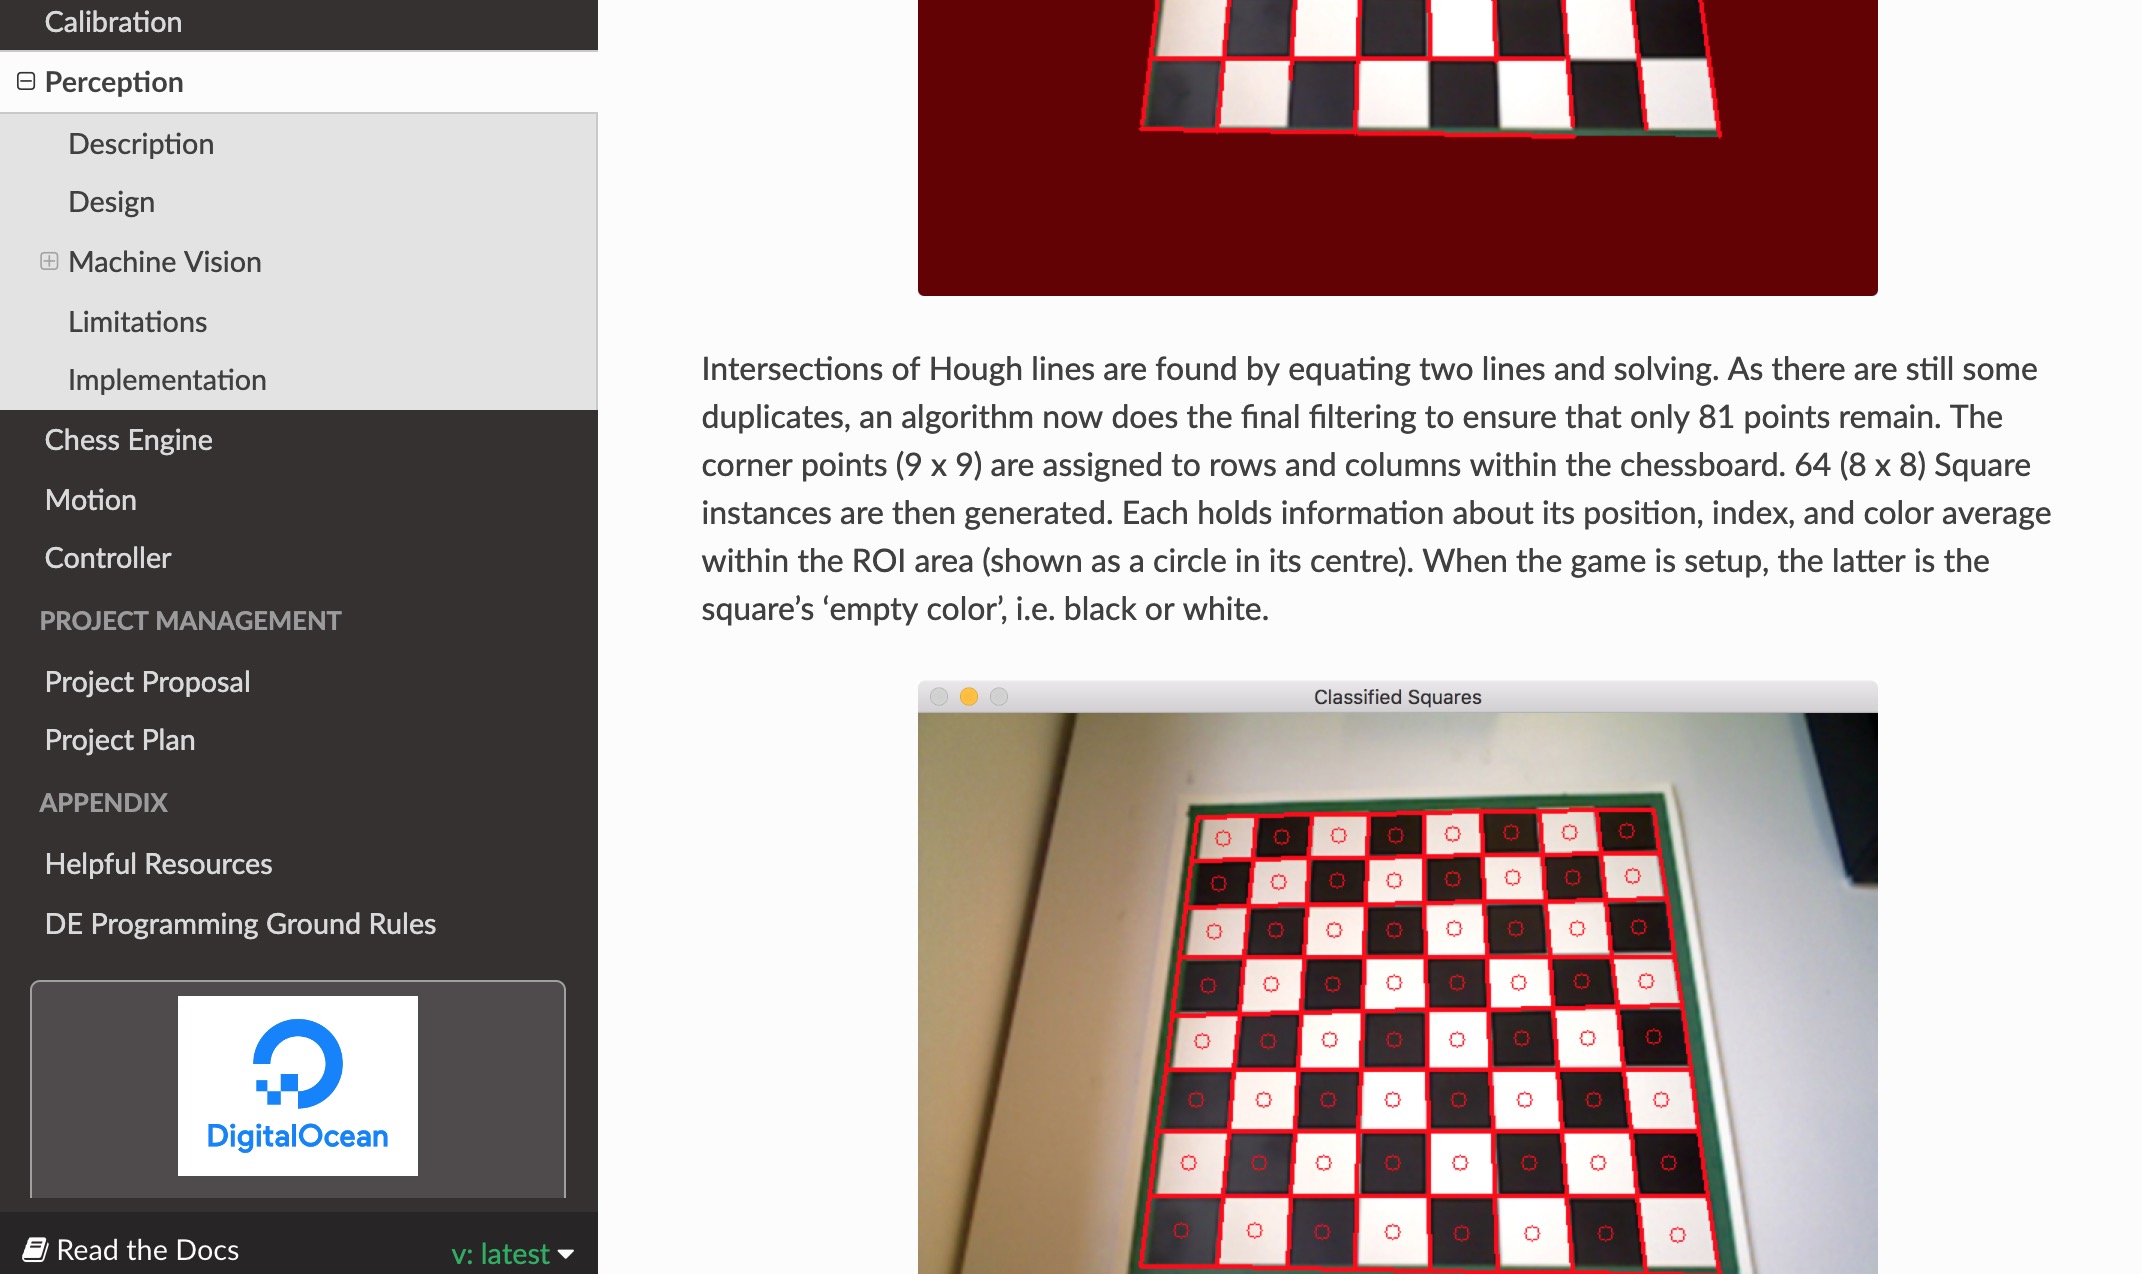 Calibration
Perception
Description
Design
Machine Vision
Limitations
Implementation
Chess Engine
Motion
Controller
PROJECT MANAGEMENT
Project Proposal
Project Plan
APPENDIX
Helpful Resources
DE Programming Ground Rules
DigitalOcean
Read the Docs
v: latest
Intersections of Hough lines are found by equating two lines and solving. As there are still some
duplicates, an algorithm now does the final filtering to ensure that only 81 points remain. The
corner points (9 x 9) are assigned to rows and columns within the chessboard. 64 (8 x 8) Square
instances are then generated. Each holds information about its position, index, and color average
within the ROI area (shown as a circle in its centre). When the game is setup, the latter is the
square’s ‘empty color’, i.e. black or white.
Classified Squares